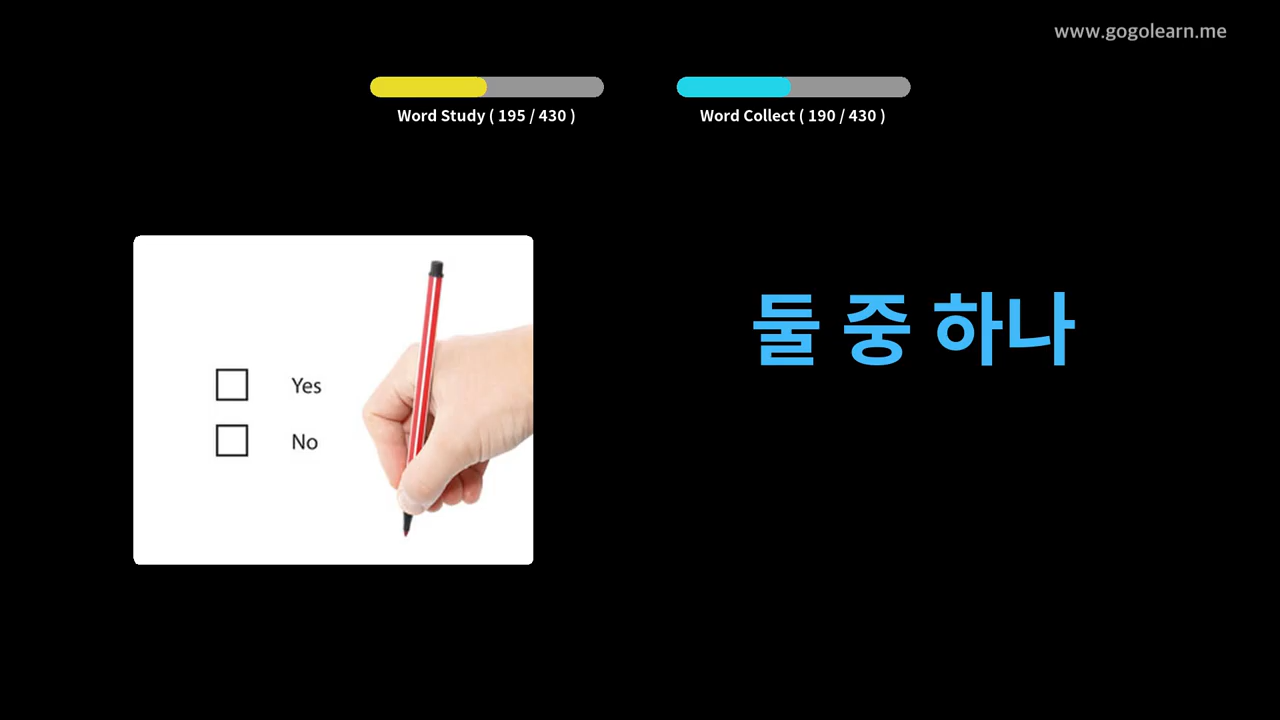 www.gogolearn.me
Word Study ( 195 / 430 )
Word Collect ( 190 / 430 )
둘 중 하나
Yes
No